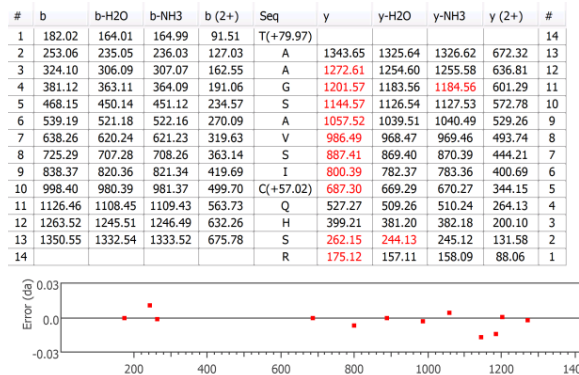 # b b-H2O b-NH3 b (2+) Seq y y-H2O y-NH3 y (2+) #
1 182.02 164.01 164.99 91.51 T(+79.97) 14
2 253.06 235.05 236.03 127.03 A 1343.65 1325.64 1326.62 672.32 13
3 324.10 306.09 307.07 162.55 A 1272.61 1254.60 1255.58 636.81 12
4 381.12 363.11 364.09 191.06 G 1201.57 1183.56 1184.56 601.29 11
5 468.15 450.14 451.12 234.57 S 1144.57 1126.54 1127.53 572.78 10
6 539.19 521.18 522.16 270.09 A 1057.52 1039.51 1040.49 529.26 9
7 638.26 620.24 621.23 319.63 V 986.49 968.47 969.46 493.74 8
8 725.29 707.28 708.26 363.14 S 887.41 869.40 870.39 444.21 7
9 838.37 820.36 821.34 419.69 I 800.39 782.37 783.36 400.69 6
10 998.40 980.39 981.37 499.70 C(+57.02) 687.30 669.29 670.27 344.15 5
11 1126.46 1108.45 1109.43 563.73 Q 527.27 509.26 510.24 264.13 4
12 1263.52 1245.51 1246.49 632.26 H 399.21 381.20 382.18 200.10 3
13 1350.55 1332.54 1333.52 675.78 S 262.15 244.13 245.12 131.58 2
14 R 175.12 157.11 158.09 88.06 1
Error (da)
0.03
0.0
-0.03
200 400 600 800 1000 1200 140